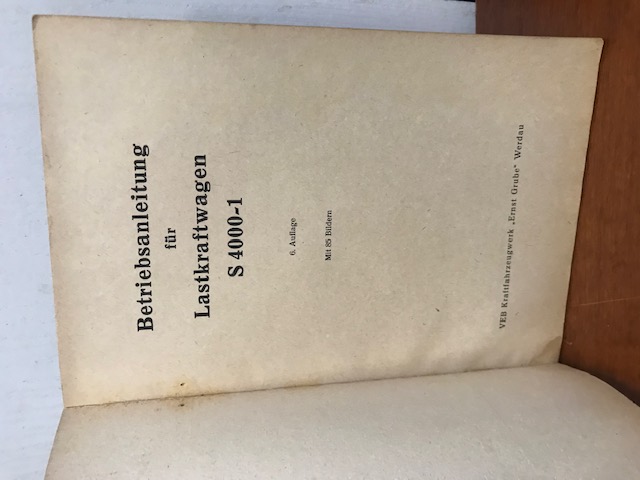 Betriebsanleitung
für
Lastkraftwagen
S 4000-1
6. Auflage
Mit 85 Bildern
VEB Kraftfahrzeugwerk „Ernst Grube“ Werdau